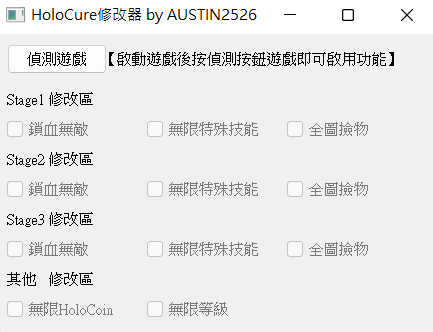 HoloCure修改器 by AUSTIN2526
偵測遊戲 【啟動遊戲後按偵測按鈕遊戲即可啟用功能】
Stage1 修改區
鎖血無敵 無限特殊技能 全圖撿物
Stage2 修改區
鎖血無敵 無限特殊技能 全圖撿物
Stage3 修改區
鎖血無敵 無限特殊技能 全圖撿物
其他 修改區
無限HoloCoin 無限等級